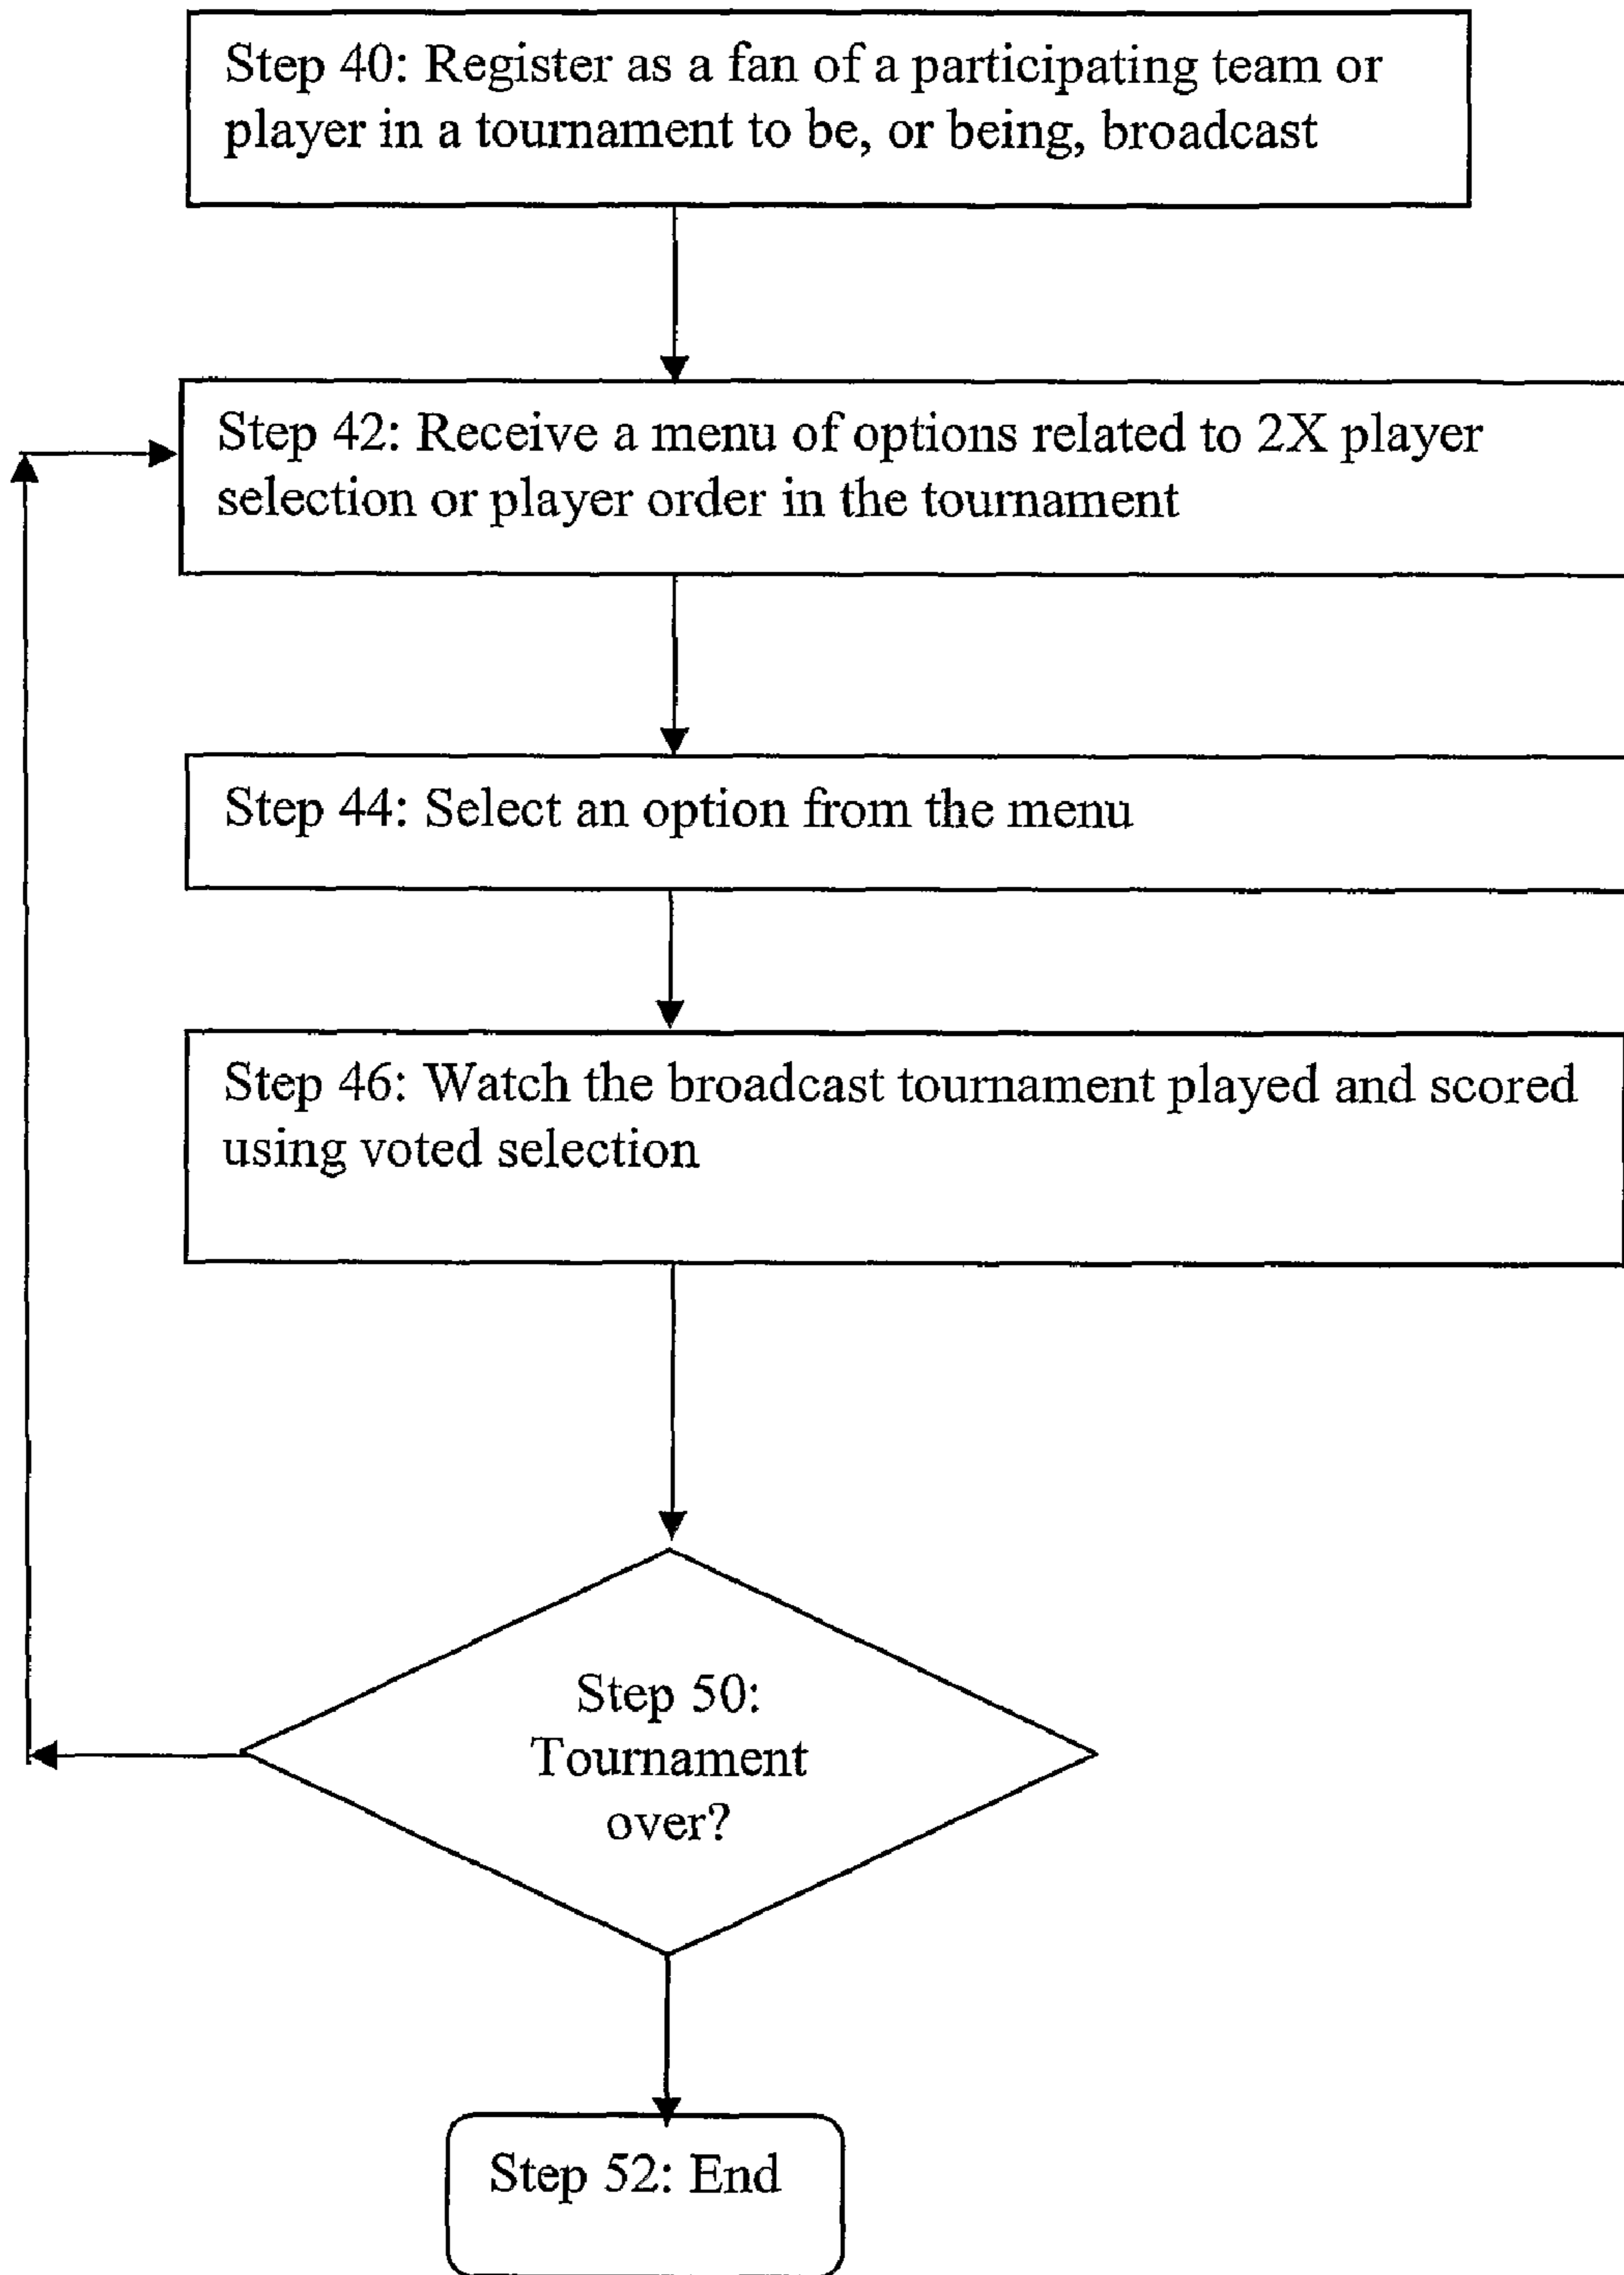 Step 40: Register as a fan of a participating team or
player in a tournament to be, or being, broadcast
Step 42: Receive a menu of options related to 2X player
selection or player order in the tournament
Step 44: Select an option from the menu
Step 46: Watch the broadcast tournament played and scored
using voted selection
Step 50:
Tournament
over?
Step 52: End